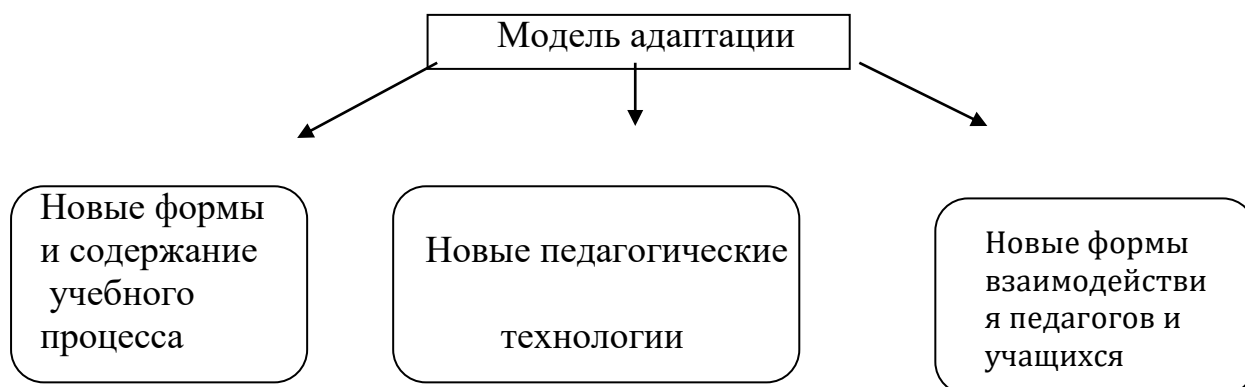 Модель адаптации
Новые формы
и содержание
учебного
процесса
Новые педагогические
технологии
Новые формы
взаимодействи
я педагогов и
учащихся